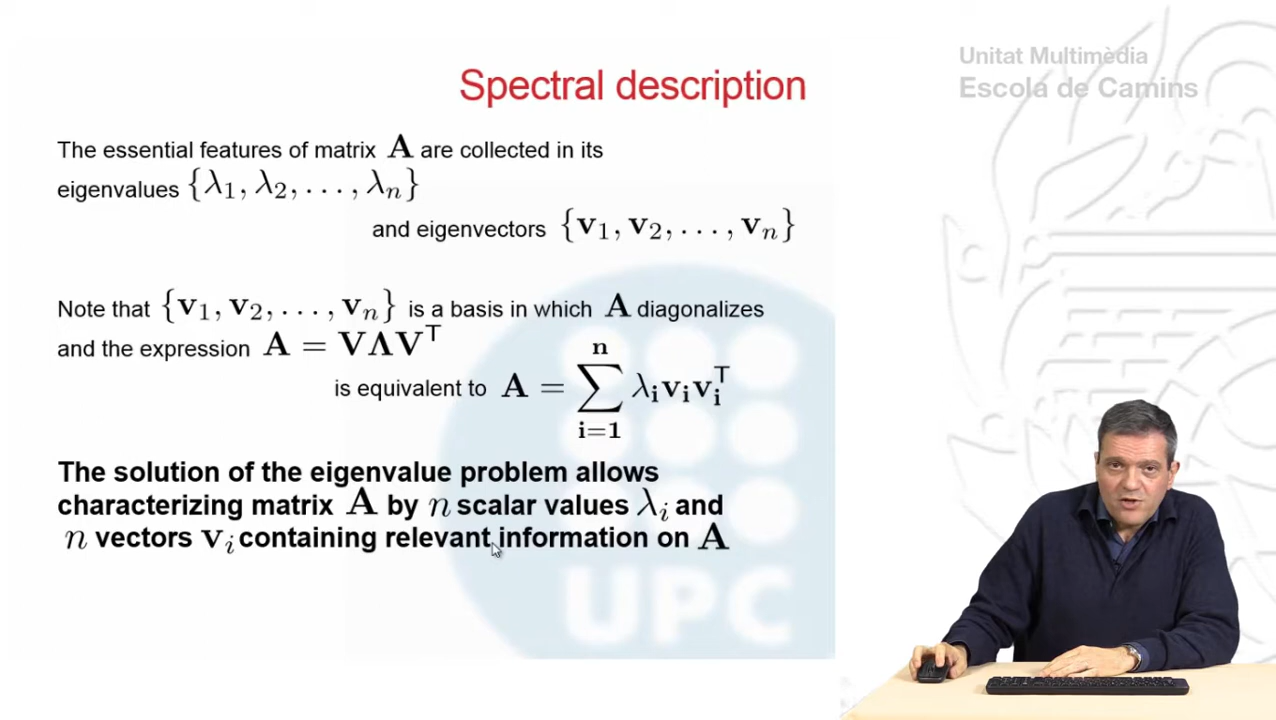 Unitat Multimèdia
Escola de Camins
Spectral description
The essential features of matrix A are collected in its
eigenvalues {λ₁, λ₂, . . . , λₙ}
and eigenvectors {v₁, v₂, . . . , vₙ}
Note that {v₁, v₂, . . . , vₙ} is a basis in which A diagonalizes
and the expression A = VΛVᵀ
is equivalent to A = ∑ᵢ₌₁ⁿ λᵢvᵢvᵢᵀ
The solution of the eigenvalue problem allows
characterizing matrix A by n scalar values λᵢ and
n vectors vᵢ containing relevant information on A
UPC